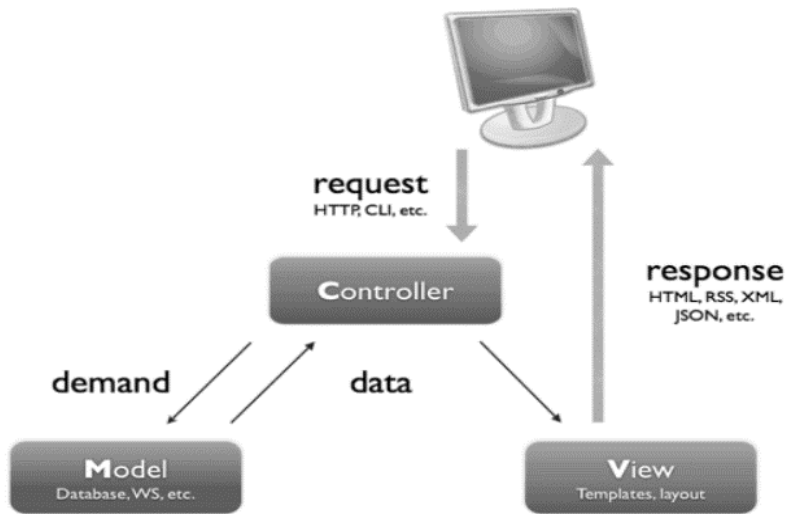 request
HTTP, CLI, etc.
Controller
response
HTML, RSS, XML,
JSON, etc.
demand
data
Model
Database, WS, etc.
View
Templates, layout